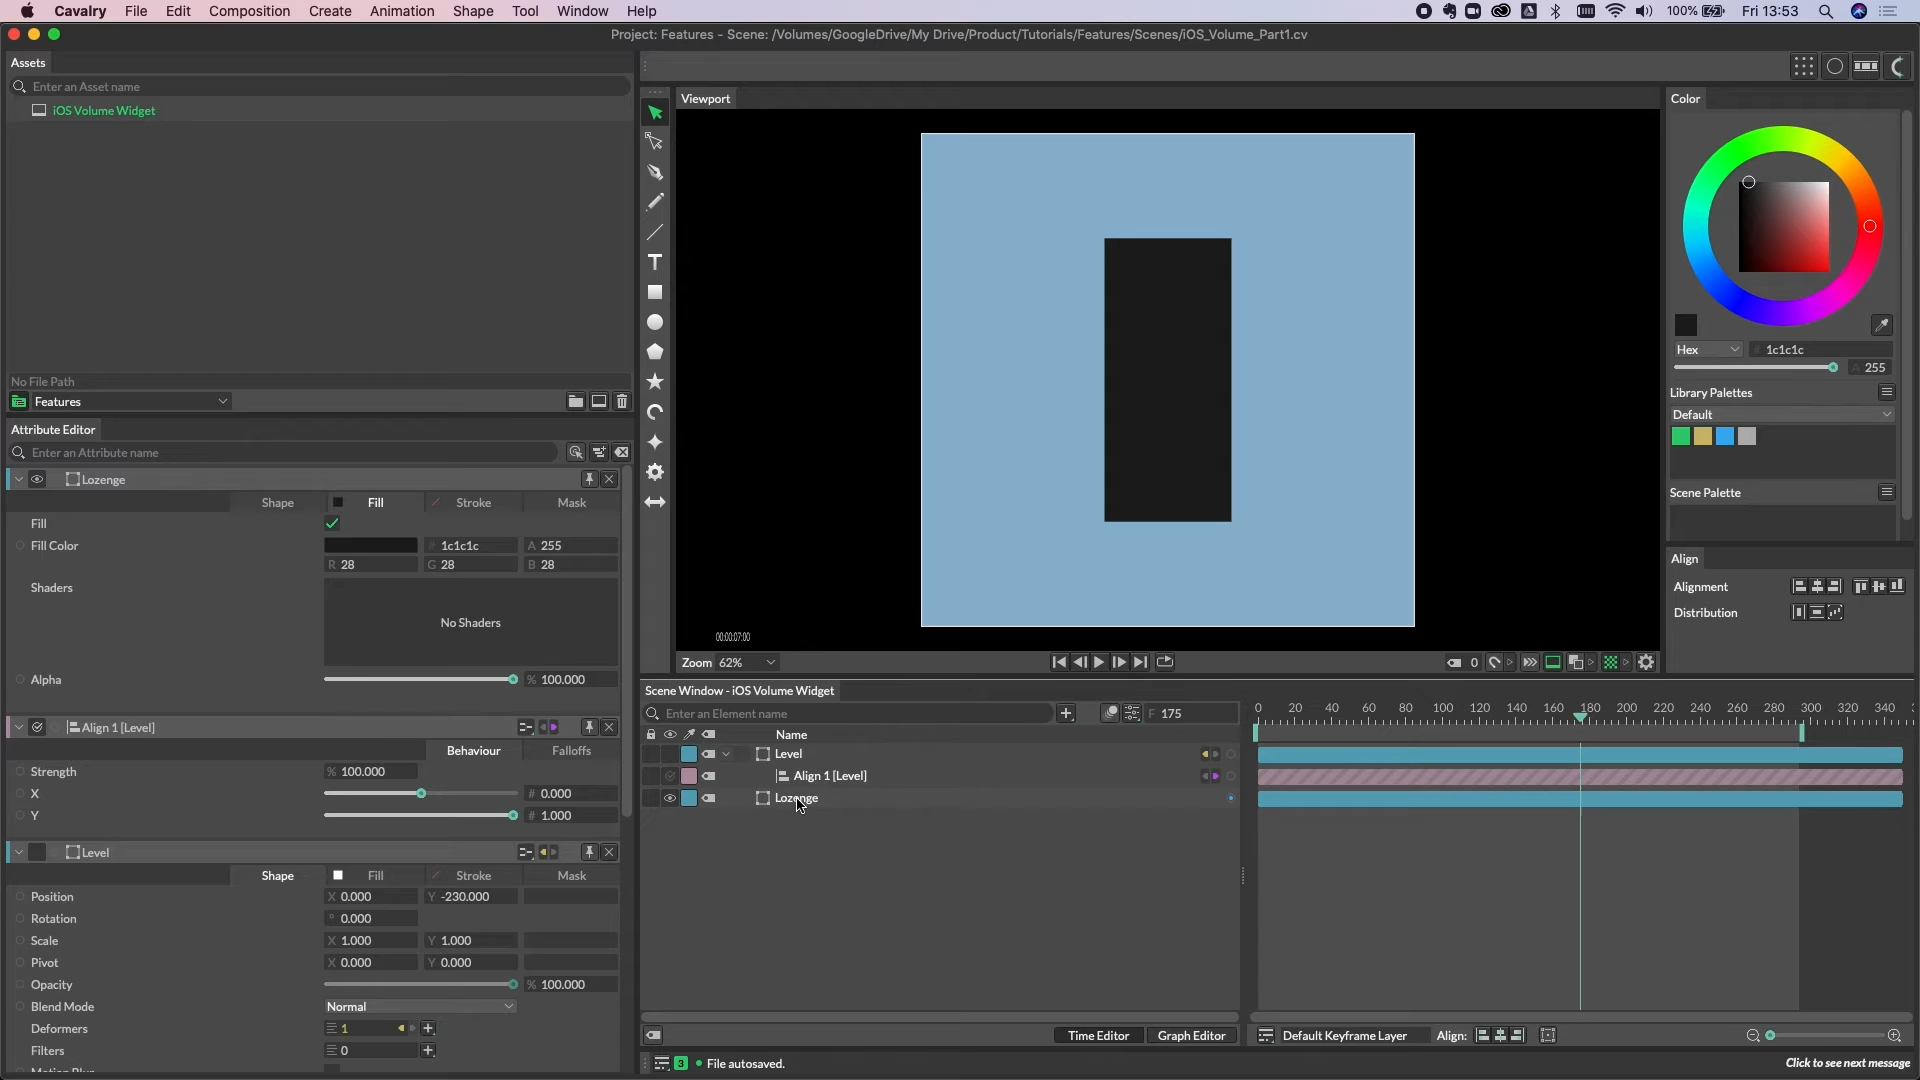 Cavalry File Edit Composition Create Animation Shape Tool Window Help 100% Fri 13:53
Project: Features - Scene: /Volumes/GoogleDrive/My Drive/Product/Tutorials/Features/Scenes/iOS_Volume_Part1.cv
Assets
Enter an Asset name
iOS Volume Widget
No File Path
Features
Attribute Editor
Enter an Attribute name
Lozenge
Shape Fill Stroke Mask
Fill
Fill Color # 1c1c1c A 255
R 28 G 28 B 28
Shaders
No Shaders
Alpha % 100.000
Align 1 [Level]
Behaviour Falloffs
Strength % 100.000
X # 0.000
Y # 1.000
Level
Shape Fill Stroke Mask
Position X 0.000 Y -230.000
Rotation ° 0.000
Scale X 1.000 Y 1.000
Pivot X 0.000 Y 0.000
Opacity % 100.000
Blend Mode Normal
Deformers 1
Filters 0
Motion Blur
Viewport
00:00:07:00
Zoom 62%
0
Color
Hex # 1c1c1c
A 255
Library Palettes
Default
Scene Palette
Align
Alignment
Distribution
Scene Window - iOS Volume Widget
Enter an Element name
F 175
0 20 40 60 80 100 120 140 160 180 200 220 240 260 280 300 320 340
Name
Level
Align 1 [Level]
Lozenge
Time Editor Graph Editor
Default Keyframe Layer Align:
3 File autosaved.
Click to see next message